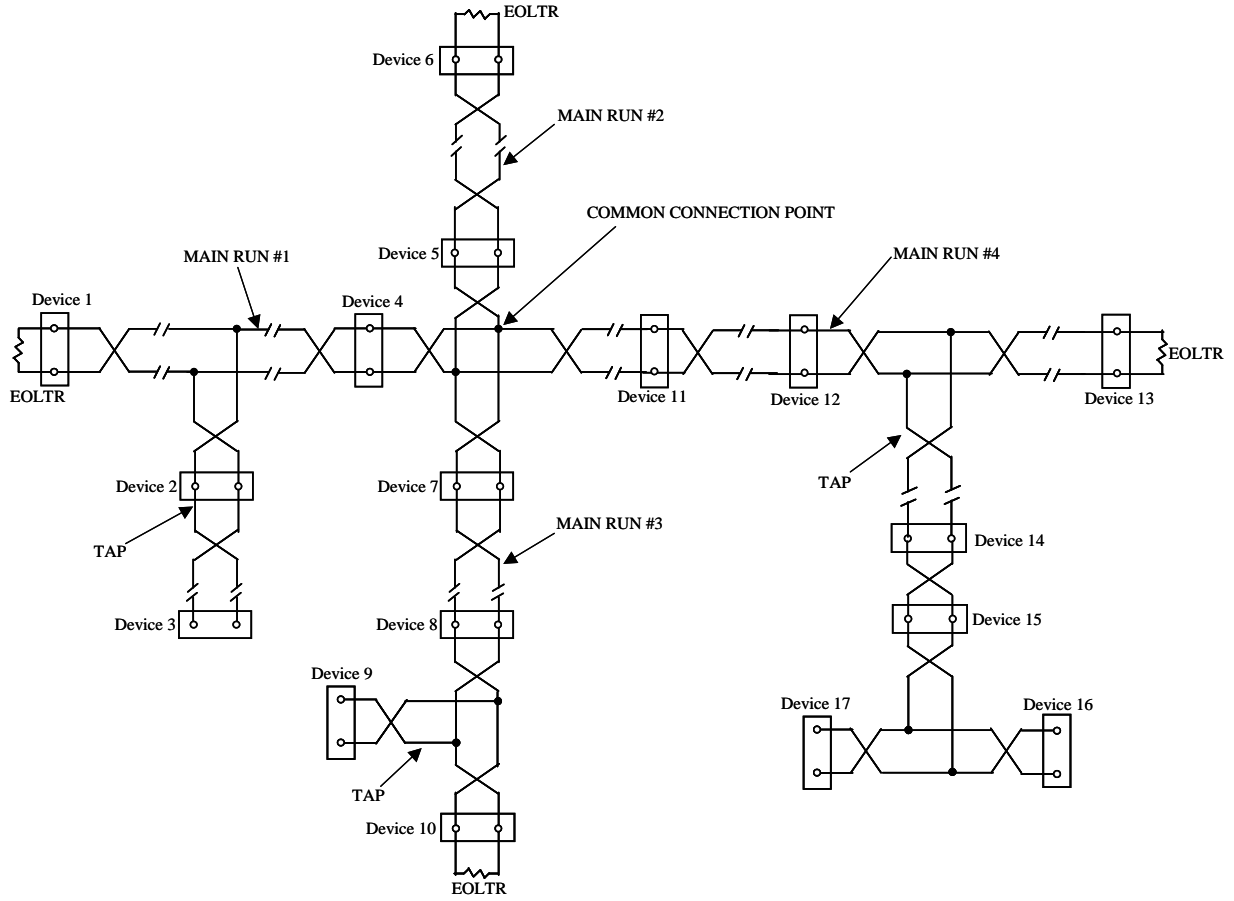 EOLTR
Device 6
MAIN RUN #2
COMMON CONNECTION POINT
Device 5
MAIN RUN #1
MAIN RUN #4
Device 1
Device 4
EOLTR
EOLTR
Device 11
Device 12
Device 13
Device 2
Device 7
TAP
MAIN RUN #3
TAP
Device 14
Device 3
Device 8
Device 15
Device 9
Device 17
Device 16
TAP
Device 10
EOLTR